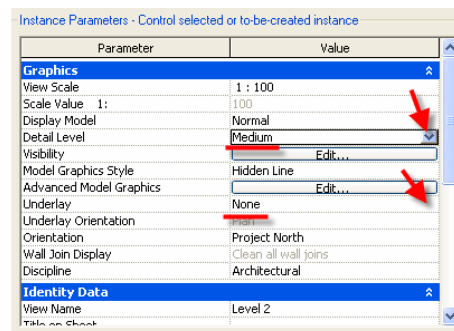 Instance Parameters - Control selected or to-be-created instance
Parameter Value
Graphics
View Scale 1 : 100
Scale Value 1: 100
Display Model Normal
Detail Level Medium
Visibility Edit...
Model Graphics Style Hidden Line
Advanced Model Graphics Edit...
Underlay None
Underlay Orientation Plan
Orientation Project North
Wall Join Display Clean all wall joins
Discipline Architectural
Identity Data
View Name Level 2
Title on Sheet